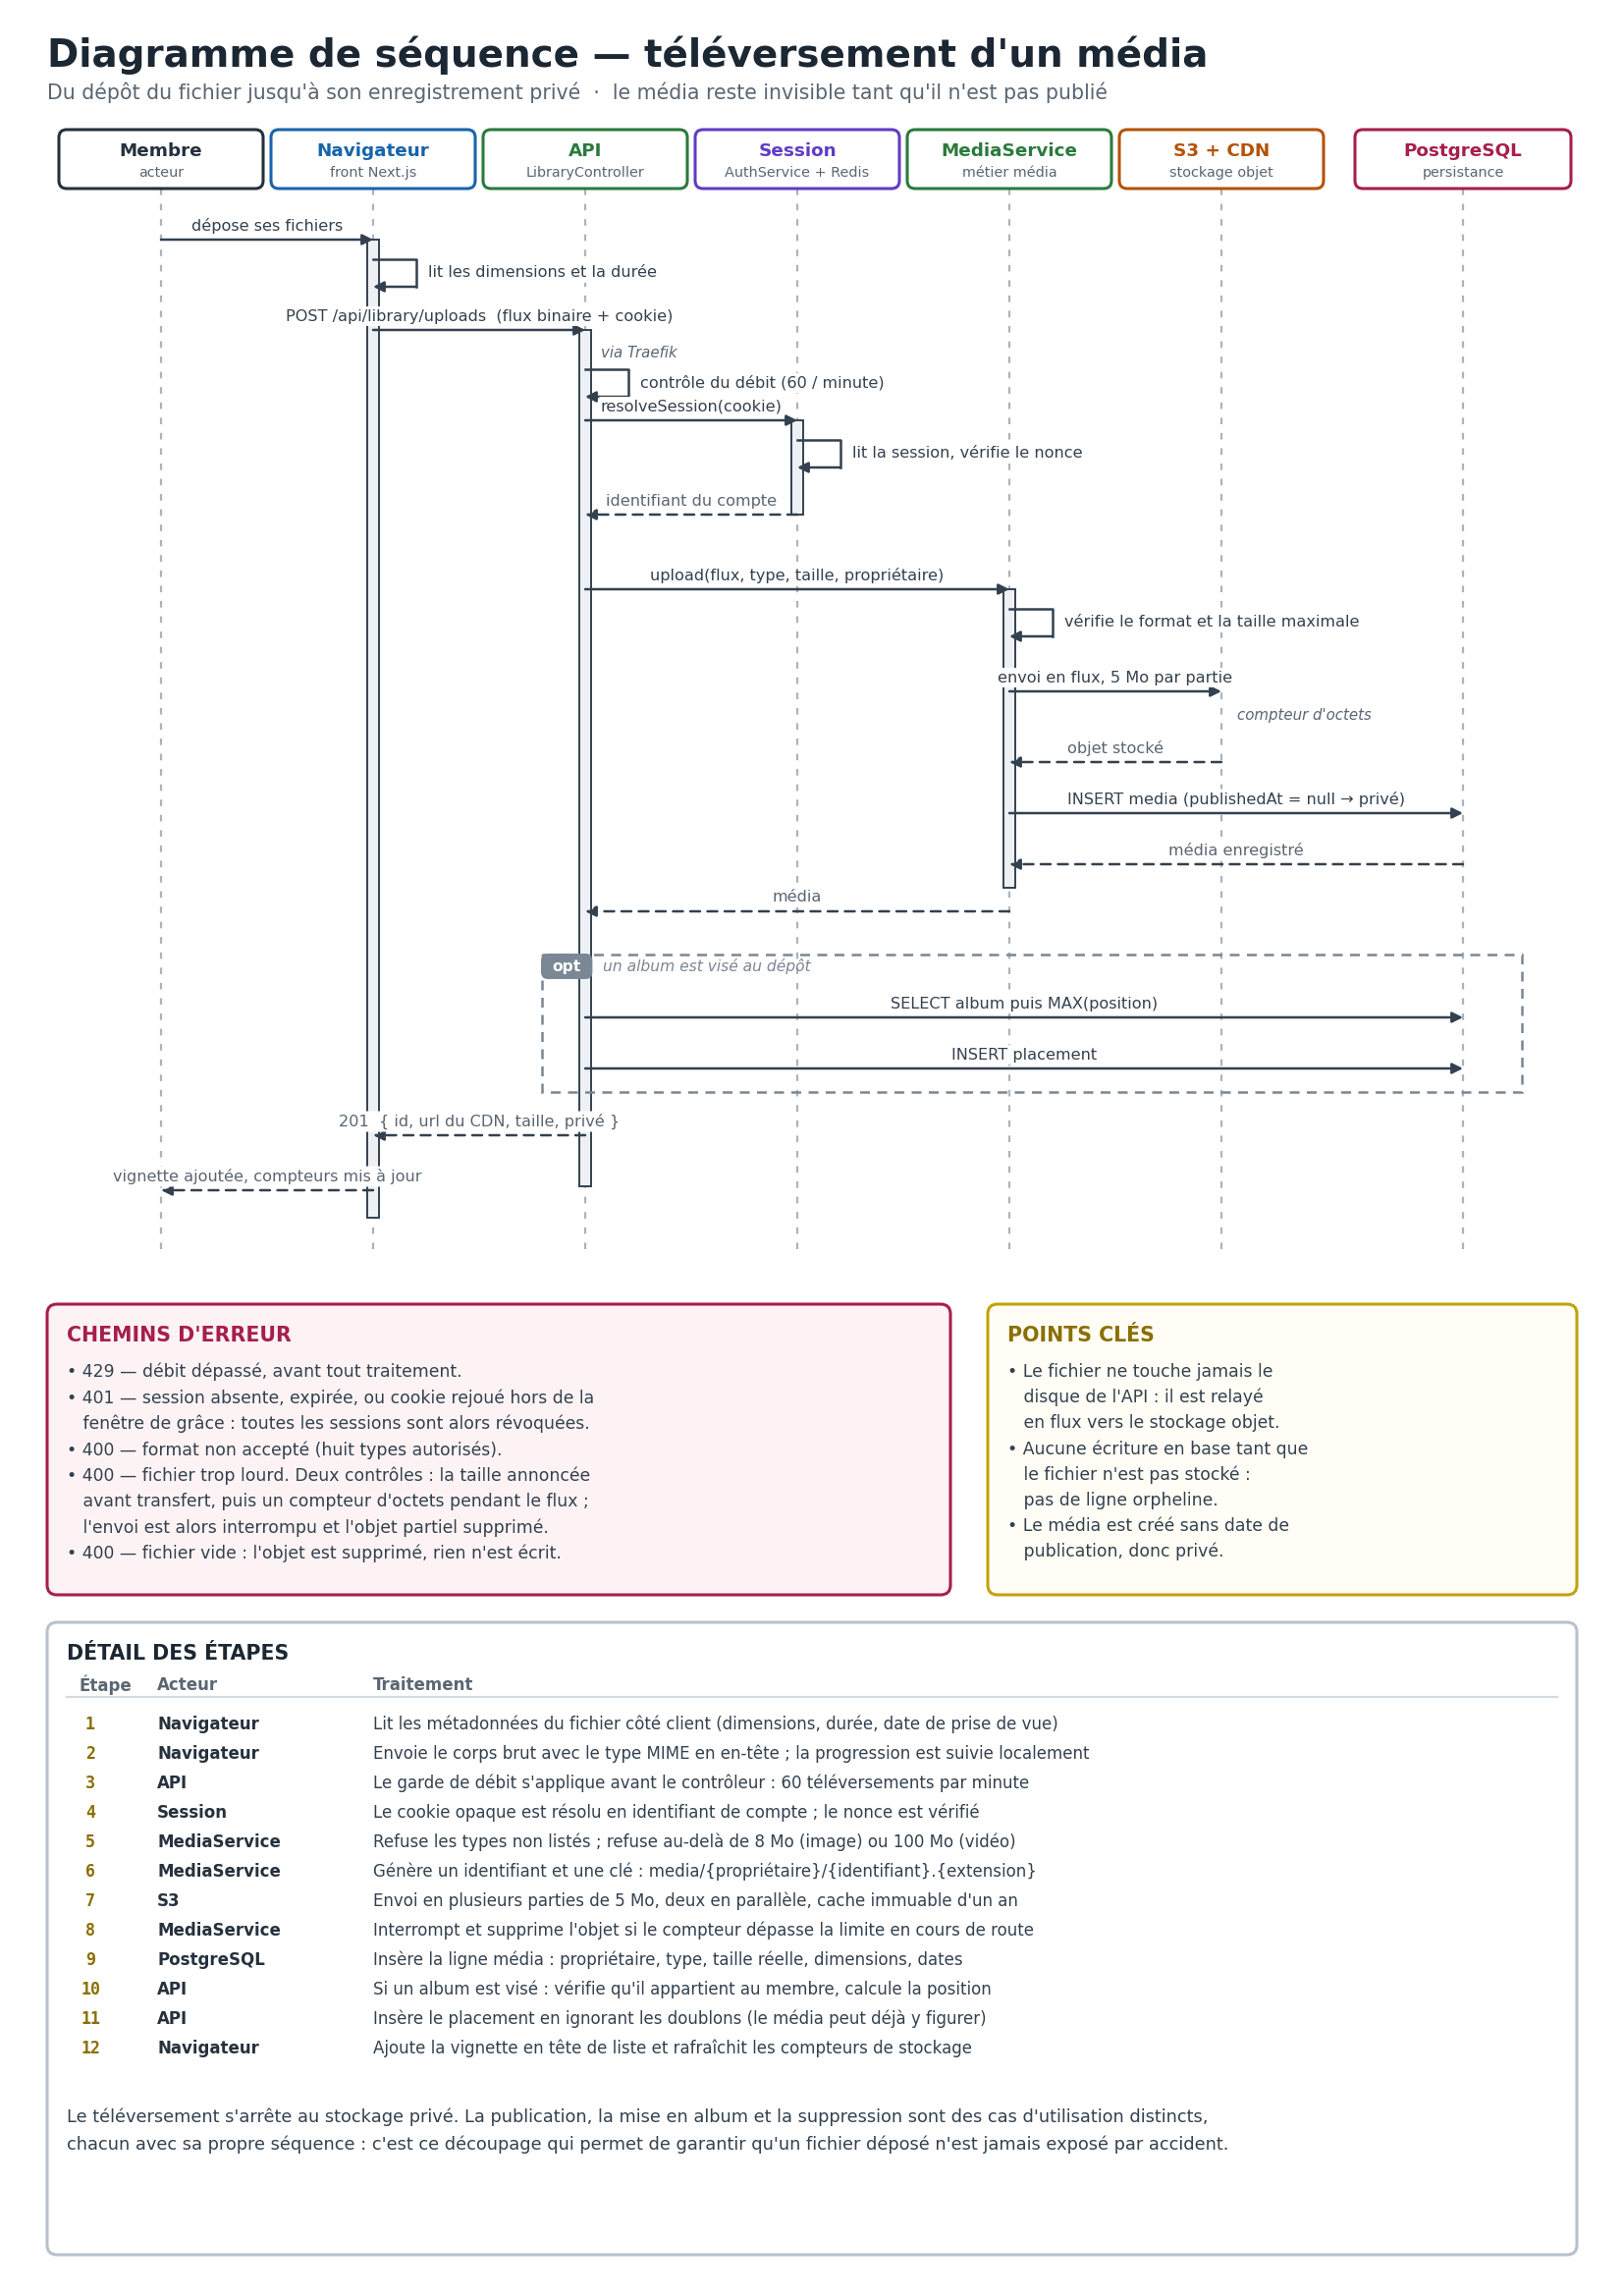 Diagramme de séquence — téléversement d'un média
Du dépôt du fichier jusqu'à son enregistrement privé  ·  le média reste invisible tant qu'il n'est pas publié
Membre
acteur
Navigateur
front Next.js
API
LibraryController
Session
AuthService + Redis
MediaService
métier média
S3 + CDN
stockage objet
PostgreSQL
persistance
dépose ses fichiers
lit les dimensions et la durée
POST /api/library/uploads  (flux binaire + cookie)
via Traefik
contrôle du débit (60 / minute)
resolveSession(cookie)
lit la session, vérifie le nonce
identifiant du compte
upload(flux, type, taille, propriétaire)
vérifie le format et la taille maximale
envoi en flux, 5 Mo par partie
compteur d'octets
objet stocké
INSERT media (publishedAt = null → privé)
média enregistré
média
opt
un album est visé au dépôt
SELECT album puis MAX(position)
INSERT placement
201  { id, url du CDN, taille, privé }
vignette ajoutée, compteurs mis à jour
CHEMINS D'ERREUR
• 429 — débit dépassé, avant tout traitement.
• 401 — session absente, expirée, ou cookie rejoué hors de la
fenêtre de grâce : toutes les sessions sont alors révoquées.
• 400 — format non accepté (huit types autorisés).
• 400 — fichier trop lourd. Deux contrôles : la taille annoncée
avant transfert, puis un compteur d'octets pendant le flux ;
l'envoi est alors interrompu et l'objet partiel supprimé.
• 400 — fichier vide : l'objet est supprimé, rien n'est écrit.
POINTS CLÉS
• Le fichier ne touche jamais le
disque de l'API : il est relayé
en flux vers le stockage objet.
• Aucune écriture en base tant que
le fichier n'est pas stocké :
pas de ligne orpheline.
• Le média est créé sans date de
publication, donc privé.
DÉTAIL DES ÉTAPES
Étape Acteur Traitement
1 Navigateur Lit les métadonnées du fichier côté client (dimensions, durée, date de prise de vue)
2 Navigateur Envoie le corps brut avec le type MIME en en-tête ; la progression est suivie localement
3 API Le garde de débit s'applique avant le contrôleur : 60 téléversements par minute
4 Session Le cookie opaque est résolu en identifiant de compte ; le nonce est vérifié
5 MediaService Refuse les types non listés ; refuse au-delà de 8 Mo (image) ou 100 Mo (vidéo)
6 MediaService Génère un identifiant et une clé : media/{propriétaire}/{identifiant}.{extension}
7 S3 Envoi en plusieurs parties de 5 Mo, deux en parallèle, cache immuable d'un an
8 MediaService Interrompt et supprime l'objet si le compteur dépasse la limite en cours de route
9 PostgreSQL Insère la ligne média : propriétaire, type, taille réelle, dimensions, dates
10 API Si un album est visé : vérifie qu'il appartient au membre, calcule la position
11 API Insère le placement en ignorant les doublons (le média peut déjà y figurer)
12 Navigateur Ajoute la vignette en tête de liste et rafraîchit les compteurs de stockage
Le téléversement s'arrête au stockage privé. La publication, la mise en album et la suppression sont des cas d'utilisation distincts,
chacun avec sa propre séquence : c'est ce découpage qui permet de garantir qu'un fichier déposé n'est jamais exposé par accident.